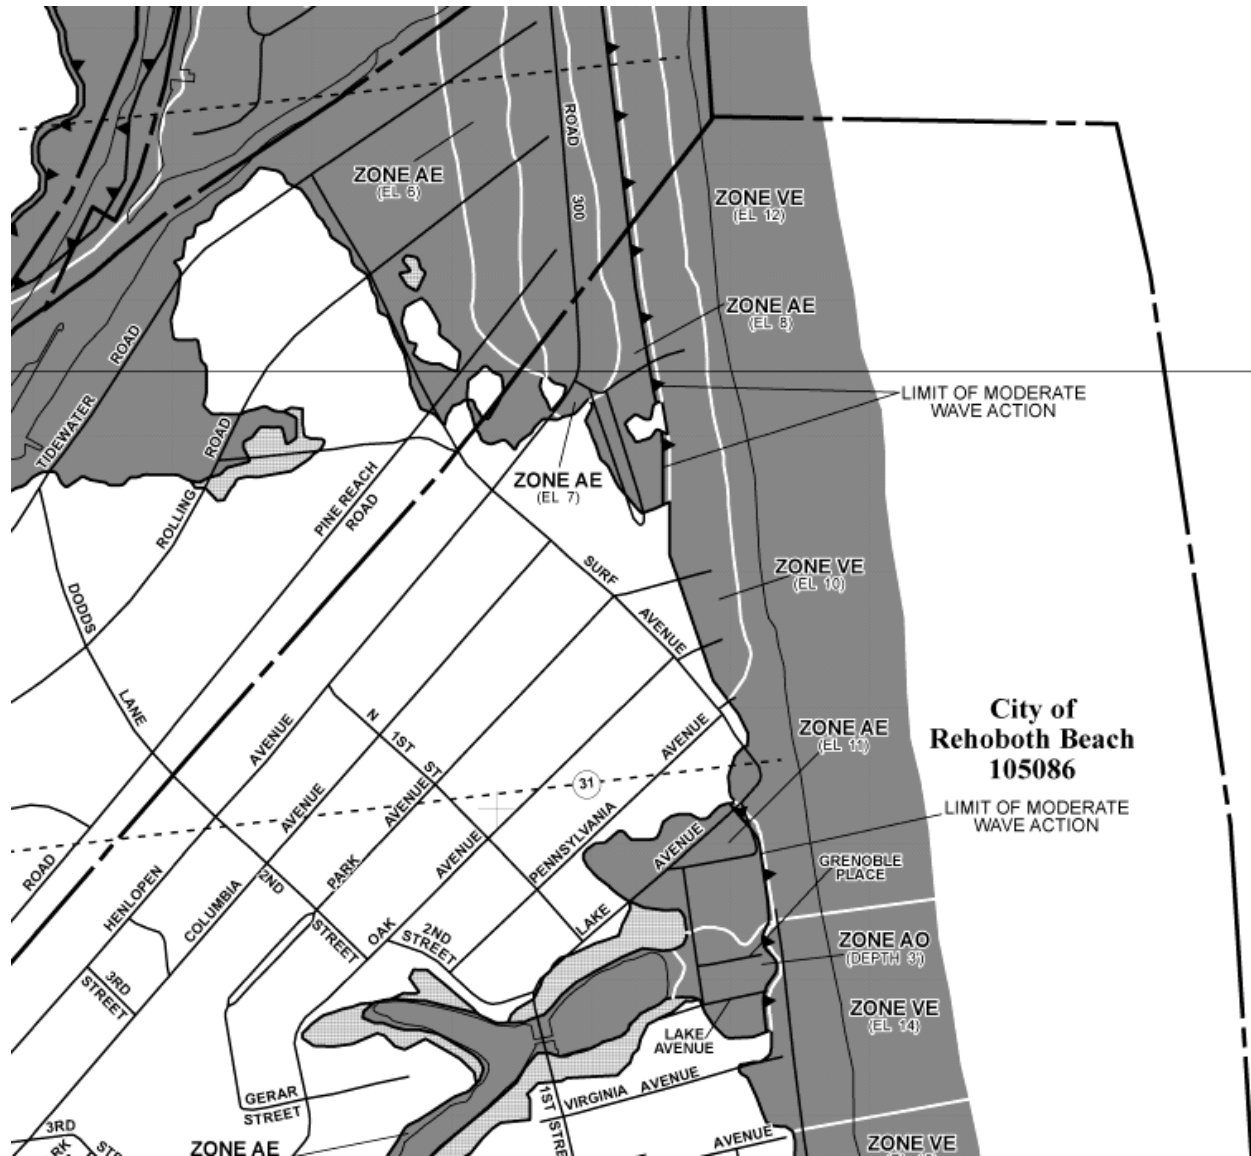 ROAD
300
ZONE AE
(EL 6)
ZONE VE
(EL 12)
ZONE AE
(EL 8)
TIDEWATER
ROAD
LIMIT OF MODERATE
WAVE ACTION
ROLLING
ROAD
PINE REACH
ROAD
ZONE AE
(EL 7)
SURF
AVENUE
ZONE VE
(EL 10)
DODDS
LANE
N
1ST
ST
AVENUE
AVENUE
ZONE AE
(EL 11)
City of
Rehoboth Beach
105086
31
AVENUE
AVENUE
LIMIT OF MODERATE
WAVE ACTION
PENNSYLVANIA
AVENUE
AVENUE
GRENOBLE
PLACE
ROAD
HENLOPEN
COLUMBIA
2ND
STREET
PARK
OAK
2ND
STREET
LAKE
ZONE AO
(DEPTH 3')
3RD
STREET
ZONE VE
(EL 14)
LAKE
AVENUE
GERAR
STREET
1ST
STRE
VIRGINIA AVENUE
3RD
ST
RK
ZONE AE
AVENUE
ZONE VE